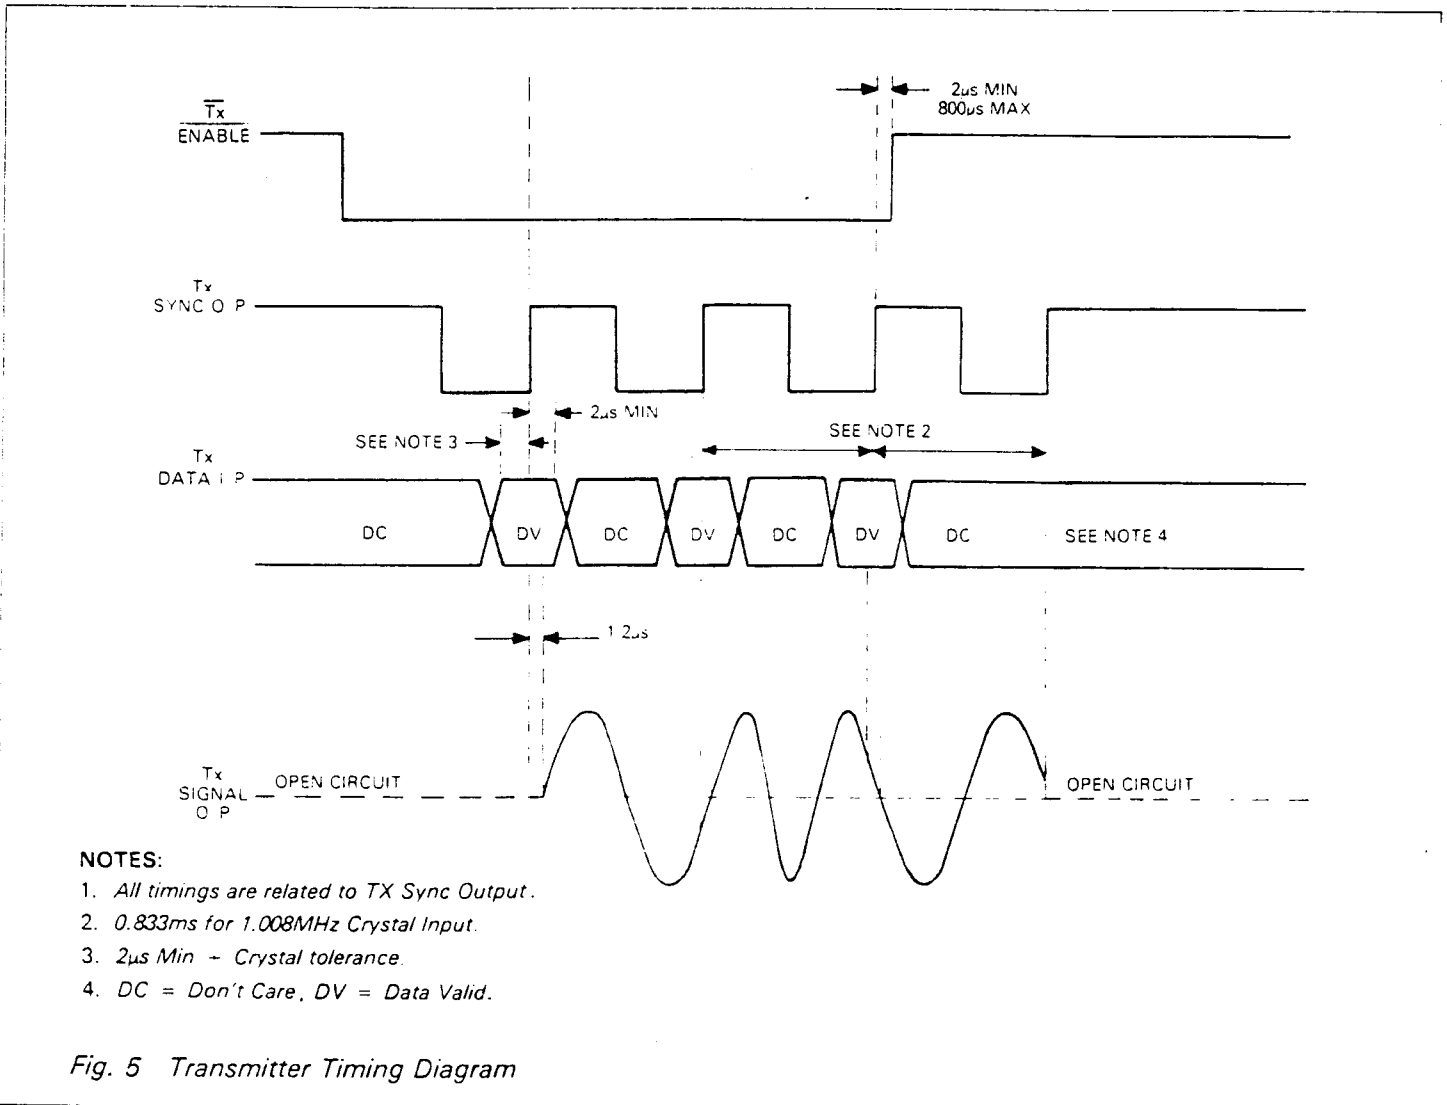 2µs MIN
800µs MAX
Tx
ENABLE
Tx
SYNC O P
2µs MIN
SEE NOTE 3
SEE NOTE 2
Tx
DATA I P
DC DV DC DV DC DV DC SEE NOTE 4
1 2µs
Tx
SIGNAL
O P
OPEN CIRCUIT
OPEN CIRCUIT
NOTES:
1. All timings are related to TX Sync Output.
2. 0.833ms for 1.008MHz Crystal Input.
3. 2µs Min - Crystal tolerance.
4. DC = Don't Care, DV = Data Valid.
Fig. 5 Transmitter Timing Diagram